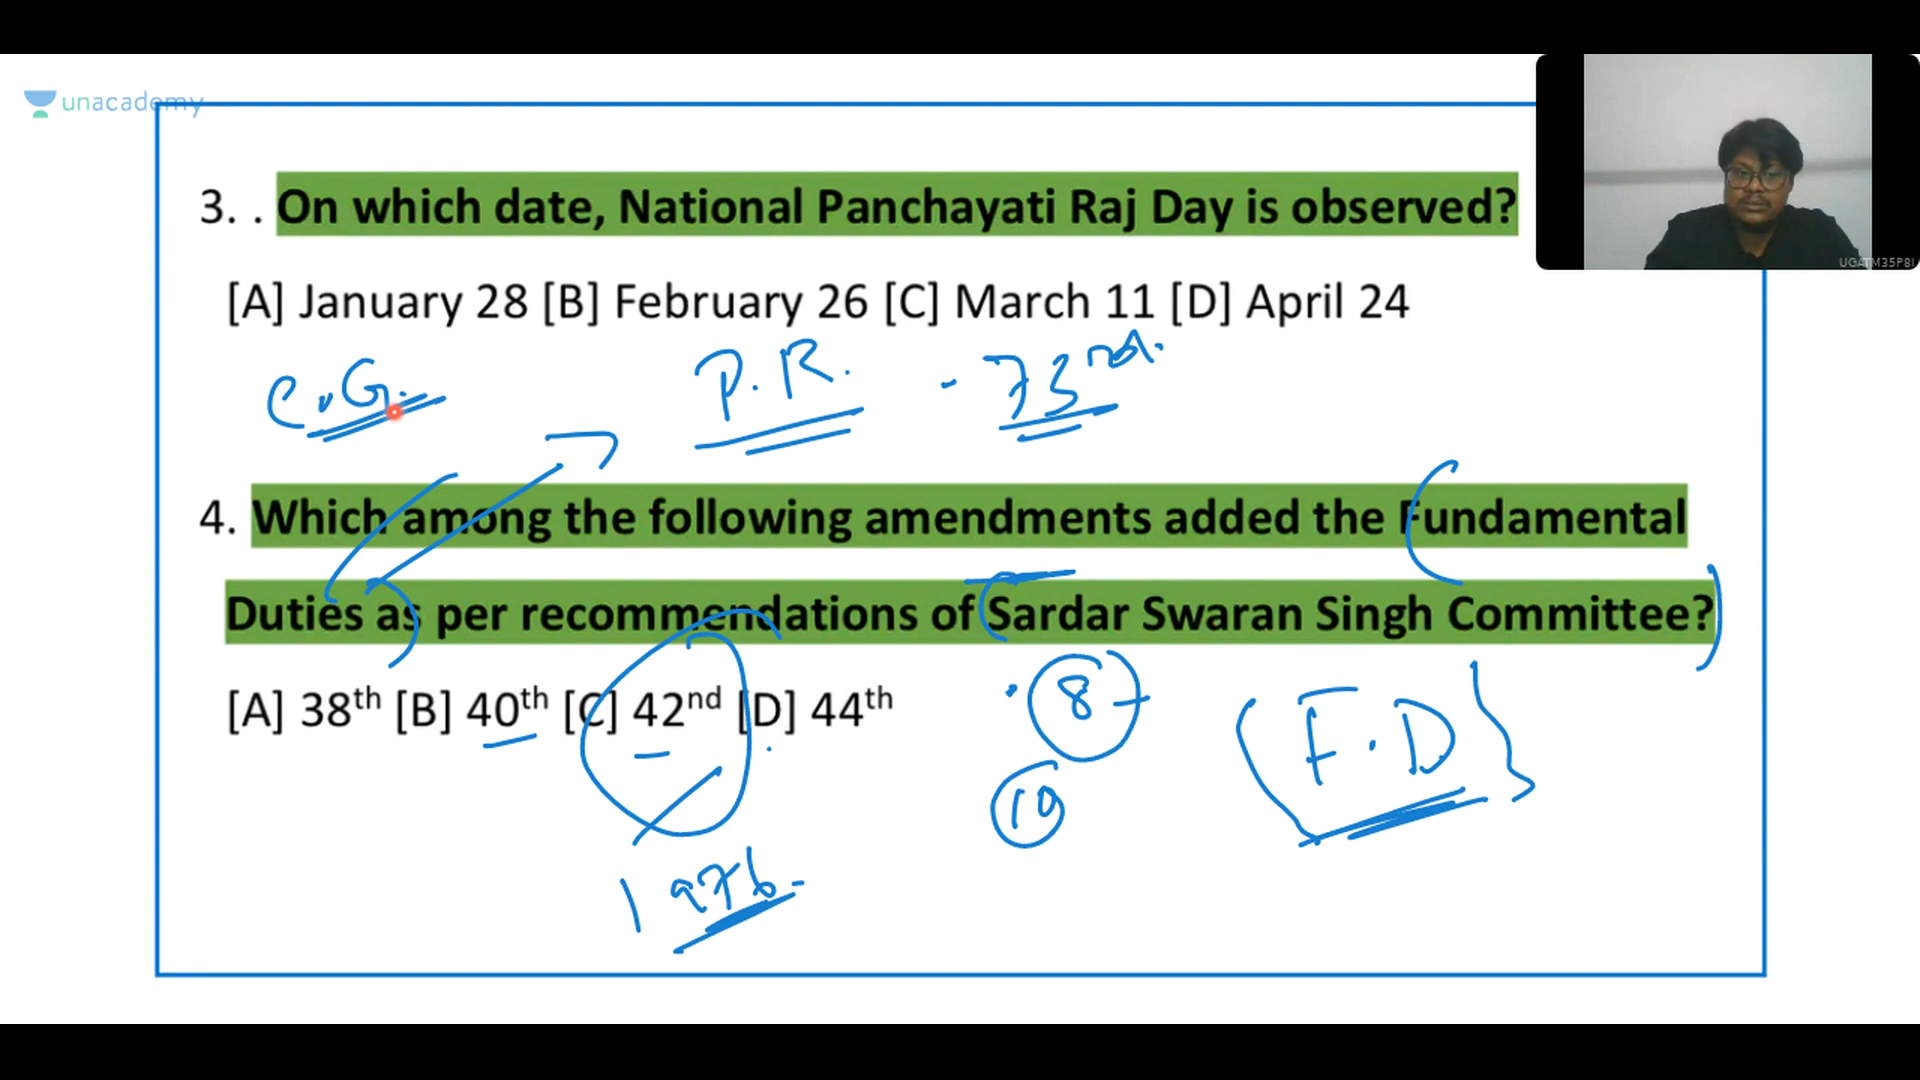 unacademy
3. . On which date, National Panchayati Raj Day is observed?
[A] January 28 [B] February 26 [C] March 11 [D] April 24
C.G. P.R. - 73rd.
4. Which among the following amendments added the Fundamental
Duties as per recommendations of Sardar Swaran Singh Committee?
[A] 38th [B] 40th [C] 42nd [D] 44th
8
F.D
10
1976